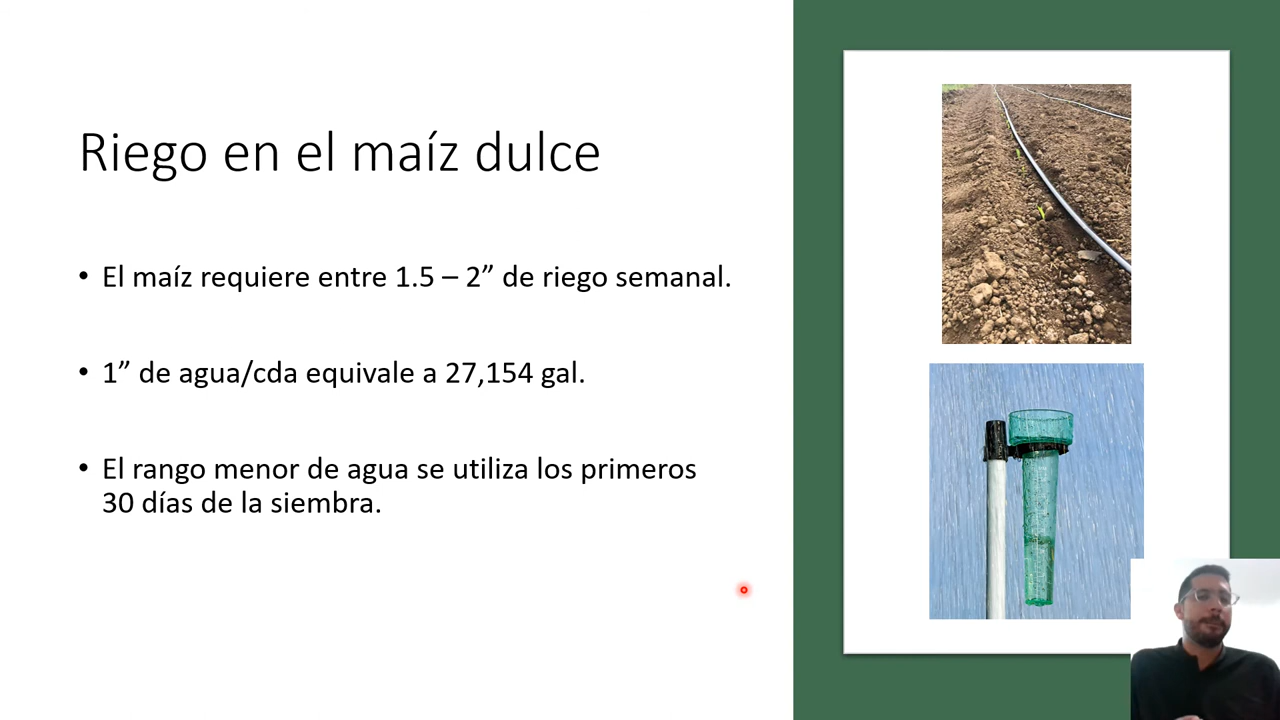 Riego en el maíz dulce
• El maíz requiere entre 1.5 – 2” de riego semanal.
• 1” de agua/cda equivale a 27,154 gal.
• El rango menor de agua se utiliza los primeros
30 días de la siembra.